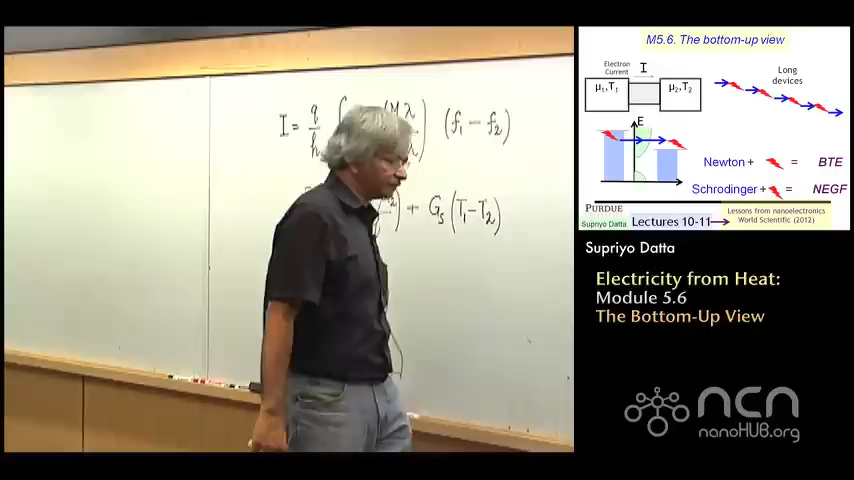 I = q/h ∫ (Mλ) (f₁ − f₂)
+ G_S (T₁ − T₂)
M5.6. The bottom-up view
Electron
Current
I
μ₁,T₁
μ₂,T₂
Long
devices
E
Newton + = BTE
Schrodinger + = NEGF
PURDUE
Supriyo Datta
Lectures 10-11
Lessons from nanoelectronics
World Scientific (2012)
Supriyo Datta
Electricity from Heat:
Module 5.6
The Bottom-Up View
ncn
nanoHUB.org